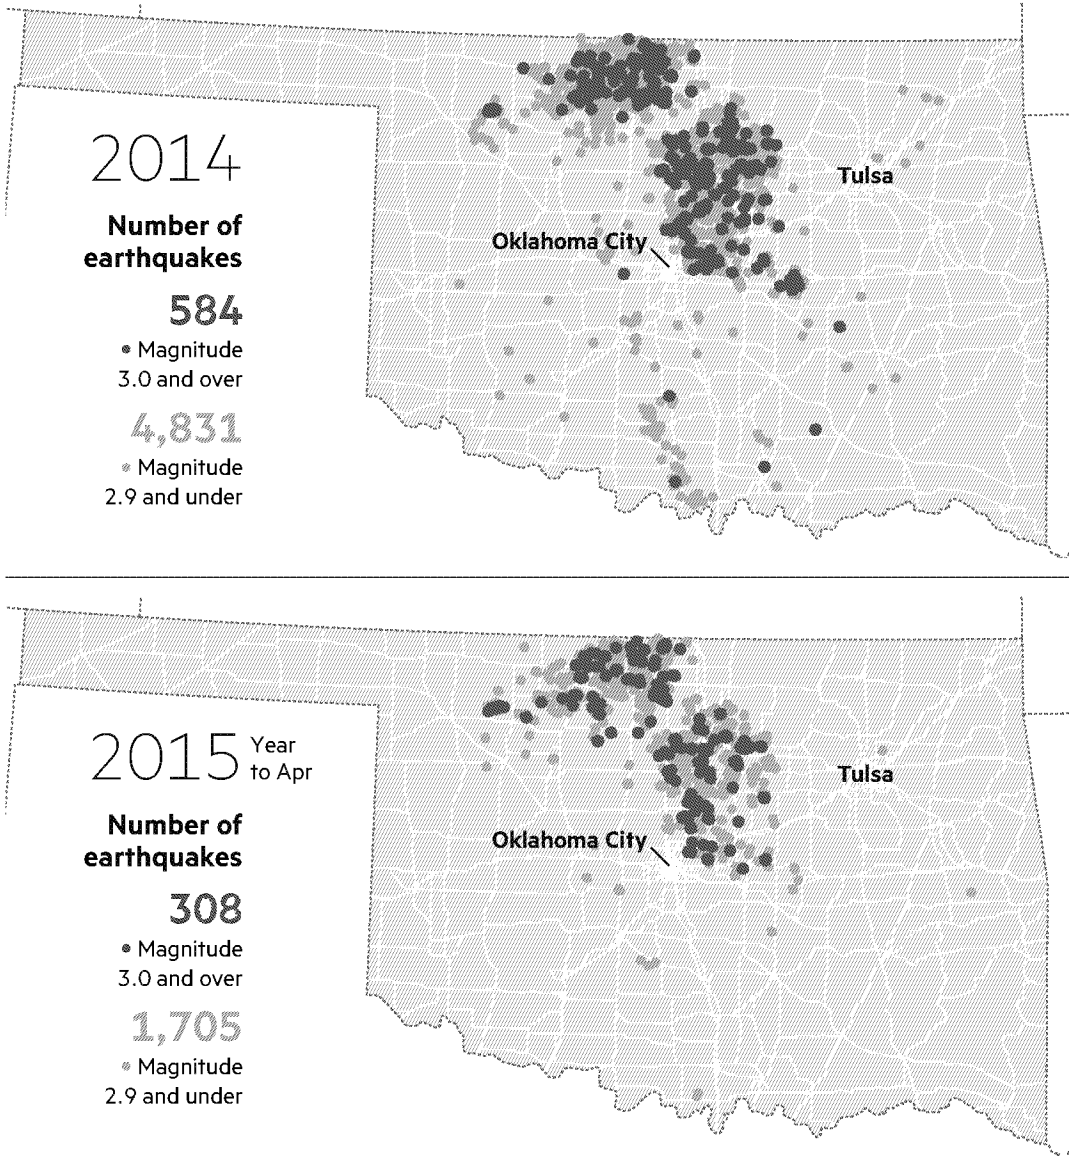 2014
Number of
earthquakes
584
Magnitude
3.0 and over
4,831
Magnitude
2.9 and under
Oklahoma City
Tulsa
2015 Year
to Apr
Number of
earthquakes
308
Magnitude
3.0 and over
1,705
Magnitude
2.9 and under
Oklahoma City
Tulsa